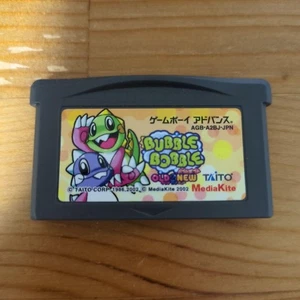 ゲームボーイ アドバンス。
AGB-A2BJ-JPN
BUBBLE
BOBBLE
OLD&NEW
TAITO
© TAITO CORP. 1986,2002 © MediaKite 2003
MediaKite